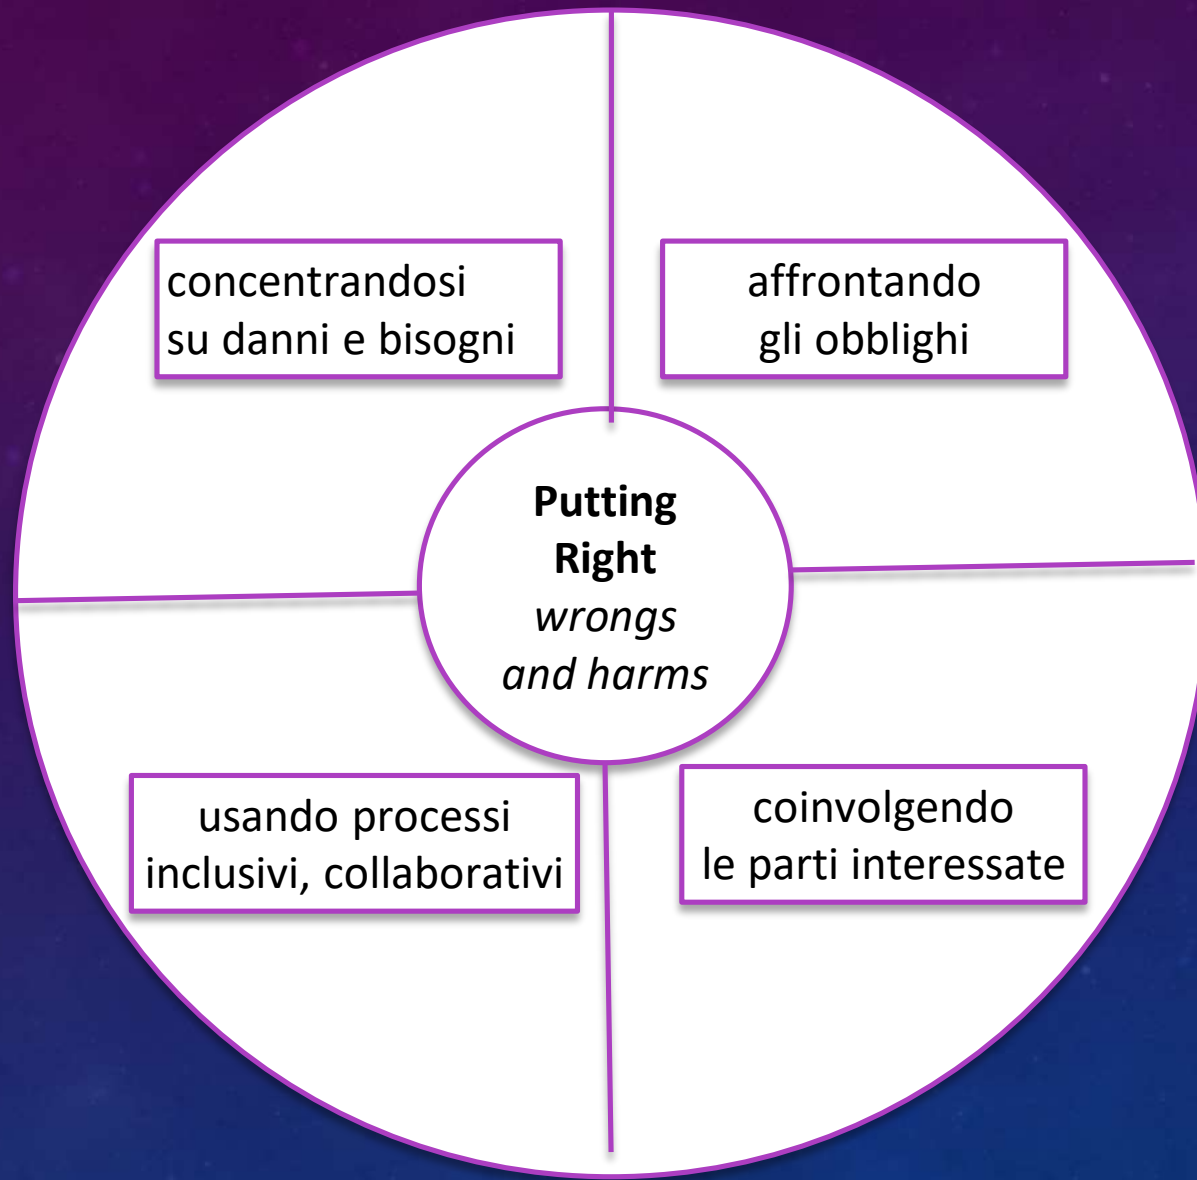 concentrandosi
su danni e bisogni
affrontando
gli obblighi
Putting
Right
wrongs
and harms
usando processi
inclusivi, collaborativi
coinvolgendo
le parti interessate